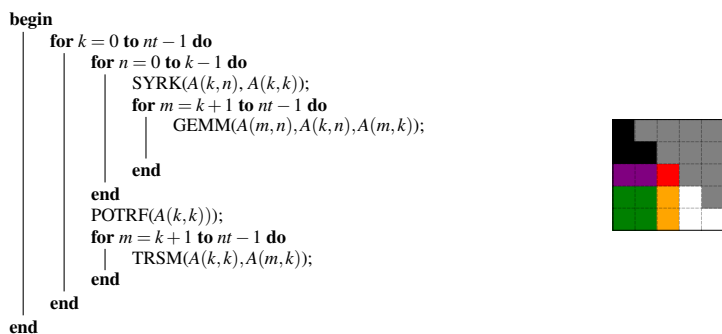 begin
for k = 0 to nt − 1 do
for n = 0 to k − 1 do
SYRK(A(k,n), A(k,k));
for m = k + 1 to nt − 1 do
GEMM(A(m,n),A(k,n),A(m,k));
end
end
POTRF(A(k,k)));
for m = k + 1 to nt − 1 do
TRSM(A(k,k),A(m,k));
end
end
end